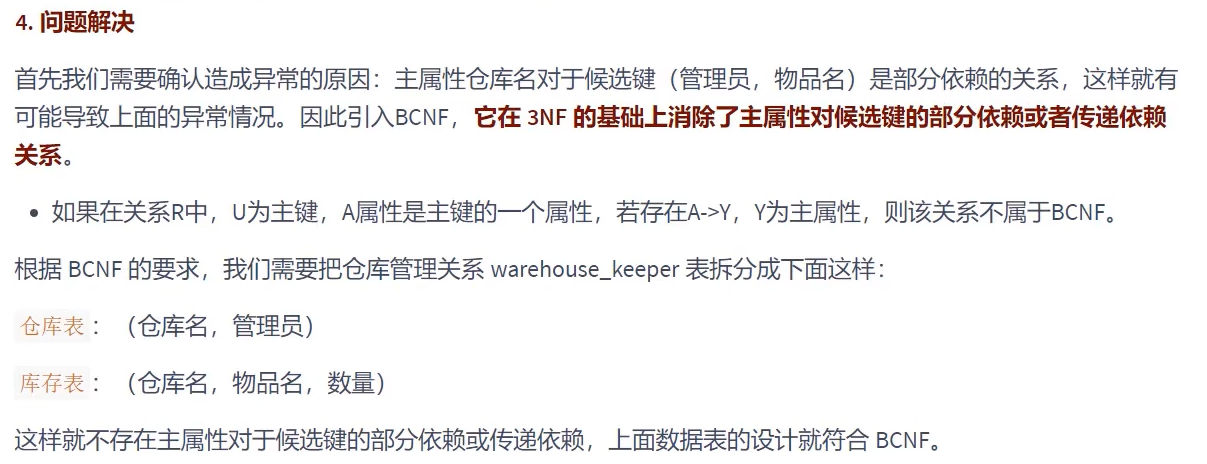 4. 问题解决
首先我们需要确认造成异常的原因：主属性仓库名对于候选键（管理员，物品名）是部分依赖的关系，这样就有
可能导致上面的异常情况。因此引入BCNF，它在 3NF 的基础上消除了主属性对候选键的部分依赖或者传递依赖
关系。
• 如果在关系R中，U为主键，A属性是主键的一个属性，若存在A->Y，Y为主属性，则该关系不属于BCNF。
根据 BCNF 的要求，我们需要把仓库管理关系 warehouse_keeper 表拆分成下面这样：
仓库表：（仓库名，管理员）
库存表：（仓库名，物品名，数量）
这样就不存在主属性对于候选键的部分依赖或传递依赖，上面数据表的设计就符合 BCNF。